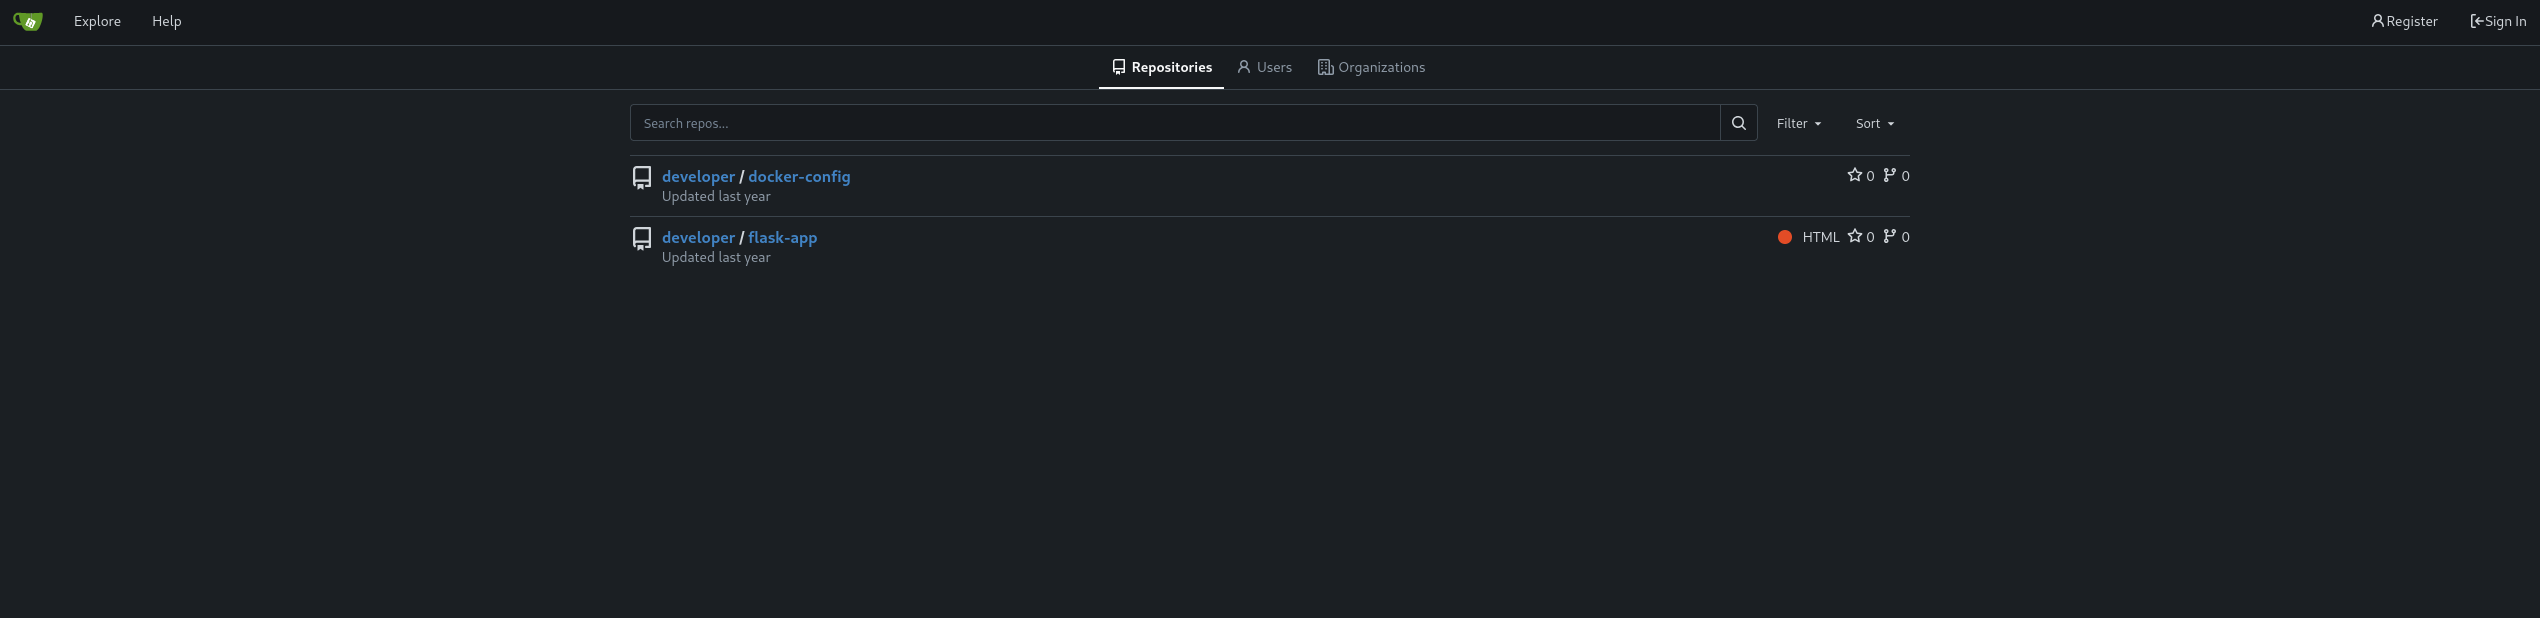 Explore Help Register Sign In
Repositories Users Organizations
Search repos... Filter Sort
developer / docker-config 0 0
Updated last year
developer / flask-app HTML 0 0
Updated last year